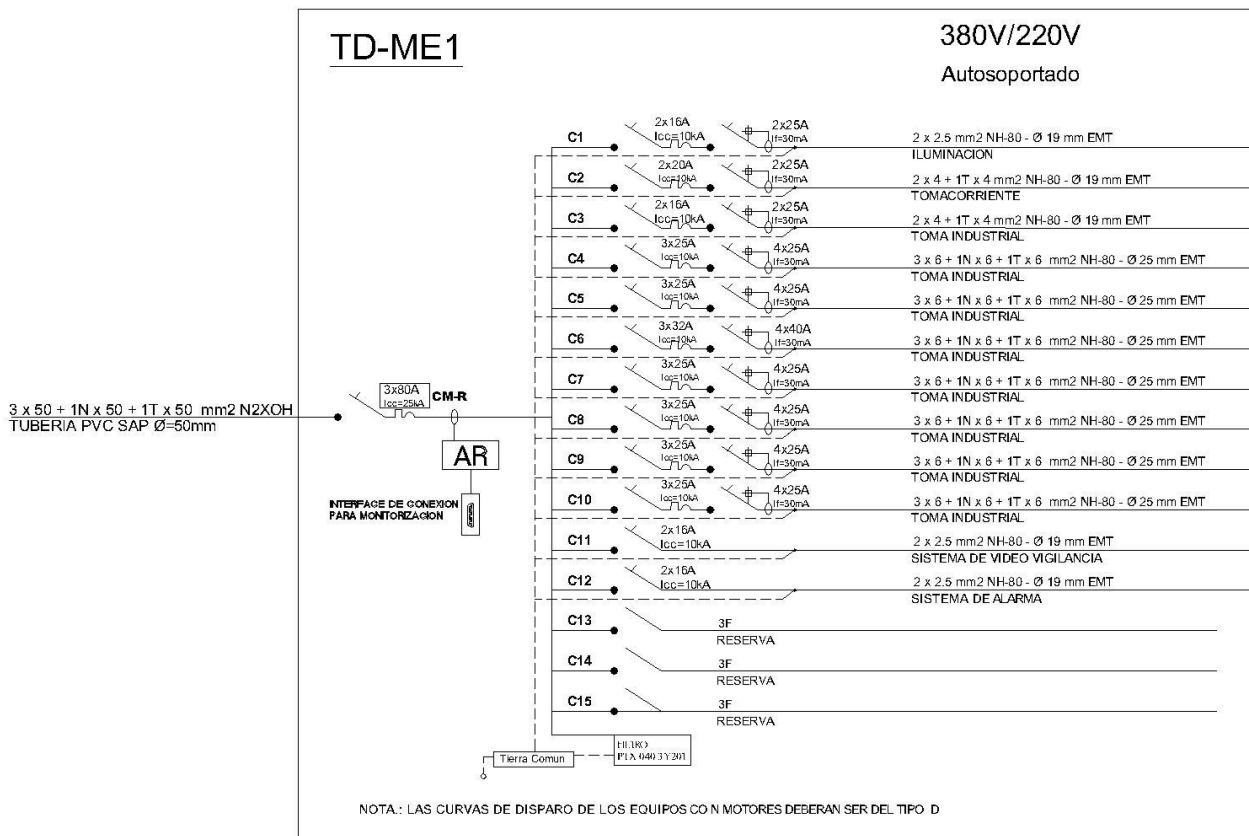 TD-ME1
380V/220V
Autosoportado
C1
2x16A
Icc=10kA
2x25A
If=30mA
2 x 2.5 mm2 NH-80 - Ø 19 mm EMT
ILUMINACION
C2
2x20A
Icc=10kA
2x25A
If=30mA
2 x 4 + 1T x 4 mm2 NH-80 - Ø 19 mm EMT
TOMACORRIENTE
C3
2x16A
Icc=10kA
2x25A
If=30mA
2 x 4 + 1T x 4 mm2 NH-80 - Ø 19 mm EMT
TOMA INDUSTRIAL
C4
3x25A
Icc=10kA
4x25A
If=30mA
3 x 6 + 1N x 6 + 1T x 6 mm2 NH-80 - Ø 25 mm EMT
TOMA INDUSTRIAL
C5
3x25A
Icc=10kA
4x25A
If=30mA
3 x 6 + 1N x 6 + 1T x 6 mm2 NH-80 - Ø 25 mm EMT
TOMA INDUSTRIAL
C6
3x32A
Icc=10kA
4x40A
If=30mA
3 x 6 + 1N x 6 + 1T x 6 mm2 NH-80 - Ø 25 mm EMT
TOMA INDUSTRIAL
C7
3x25A
Icc=10kA
4x25A
If=30mA
3 x 6 + 1N x 6 + 1T x 6 mm2 NH-80 - Ø 25 mm EMT
TOMA INDUSTRIAL
3 x 50 + 1N x 50 + 1T x 50 mm2 N2XOH
TUBERIA PVC SAP Ø=50mm
3x80A
Icc=25kA
CM-R
AR
INTERFACE DE CONEXION
PARA MONITORIZACION
C8
3x25A
Icc=10kA
4x25A
If=30mA
3 x 6 + 1N x 6 + 1T x 6 mm2 NH-80 - Ø 25 mm EMT
TOMA INDUSTRIAL
C9
3x25A
Icc=10kA
4x25A
If=30mA
3 x 6 + 1N x 6 + 1T x 6 mm2 NH-80 - Ø 25 mm EMT
TOMA INDUSTRIAL
C10
3x25A
Icc=10kA
4x25A
If=30mA
3 x 6 + 1N x 6 + 1T x 6 mm2 NH-80 - Ø 25 mm EMT
TOMA INDUSTRIAL
C11
2x16A
Icc=10kA
2 x 2.5 mm2 NH-80 - Ø 19 mm EMT
SISTEMA DE VIDEO VIGILANCIA
C12
2x16A
Icc=10kA
2 x 2.5 mm2 NH-80 - Ø 19 mm EMT
SISTEMA DE ALARMA
C13
3F
RESERVA
C14
3F
RESERVA
C15
3F
RESERVA
Tierra Comun
FILTRO
PTX 040 3Y201
NOTA.: LAS CURVAS DE DISPARO DE LOS EQUIPOS CO N MOTORES DEBERAN SER DEL TIPO D